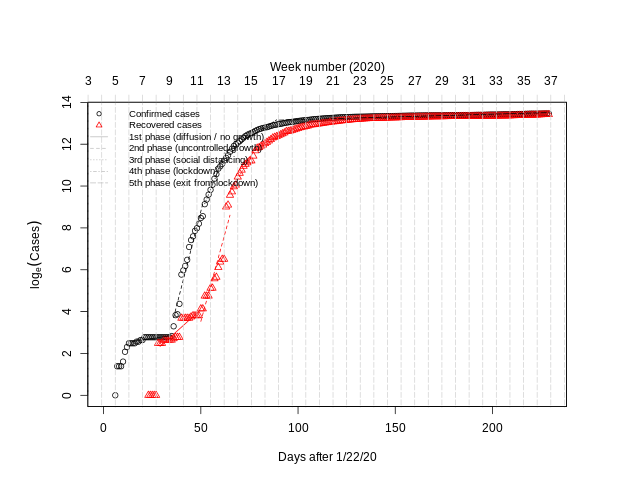 Week number (2020)
3 5 7 9 11 13 15 17 19 21 23 25 27 29 31 33 35 37
Confirmed cases
Recovered cases
1st phase (diffusion / no growth)
2nd phase (uncontrolled growth)
3rd phase (social distancing)
4th phase (lockdown)
5th phase (exit from lockdown)
14
12
10
8
6
4
2
0
loge(Cases)
0 50 100 150 200
Days after 1/22/20